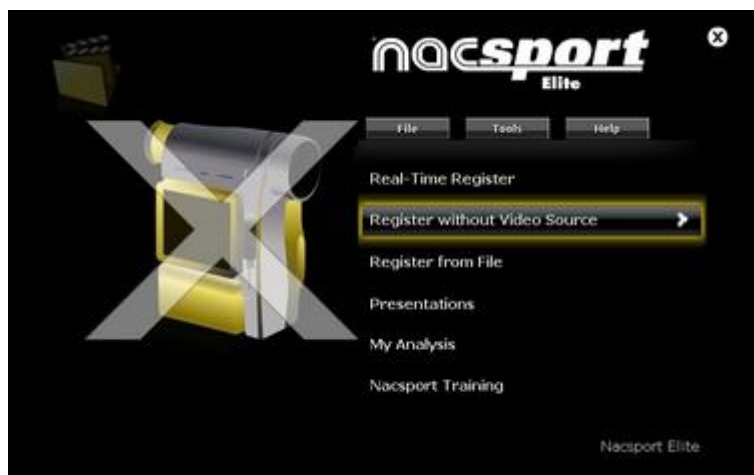 nacsport
Elite
File Tools Help
Real-Time Register
Register without Video Source
Register from File
Presentations
My Analysis
Nacsport Training
Nacsport Elite